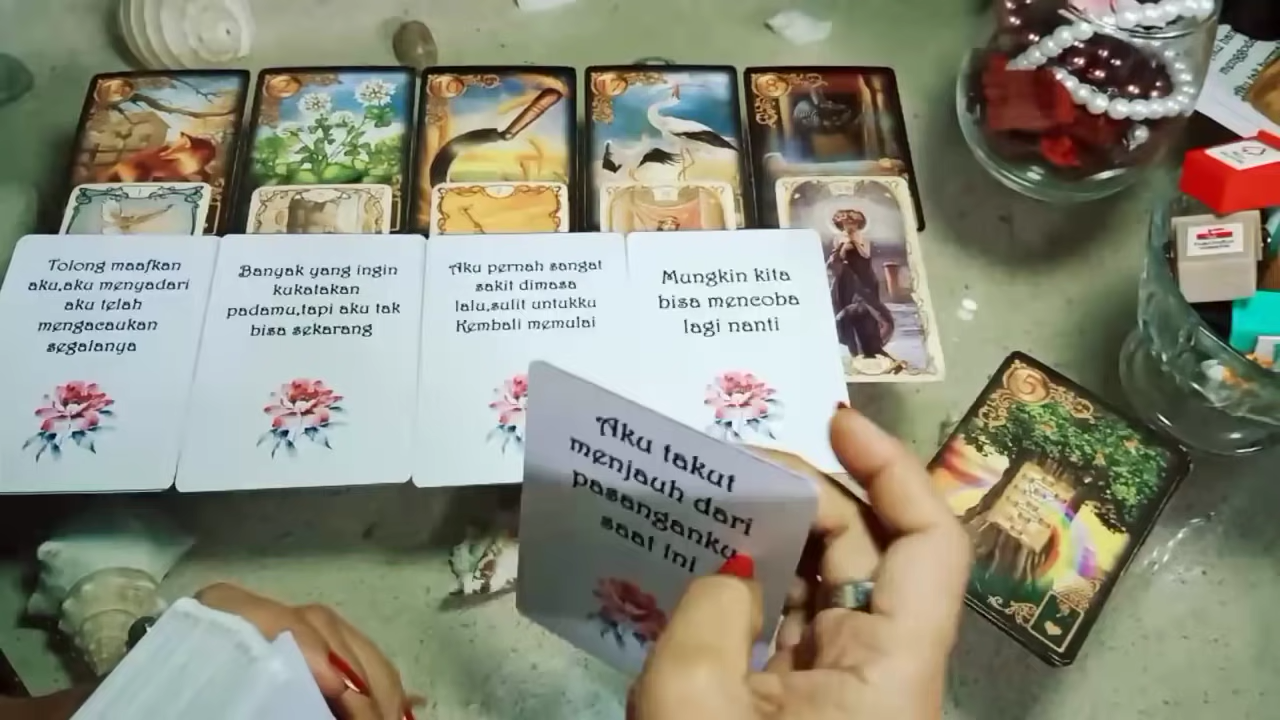 Tolong maafkan
aku,aku menyadari
aku telah
mengacaukan
segalanya
Banyak yang ingin
kukatakan
padamu,tapi aku tak
bisa sekarang
Aku pernah sangat
sakit dimasa
lalu,sulit untukku
Kembali memulai
Mungkin kita
bisa mencoba
lagi nanti
Aku takut
menjauh dari
pasanganku
saat ini
5